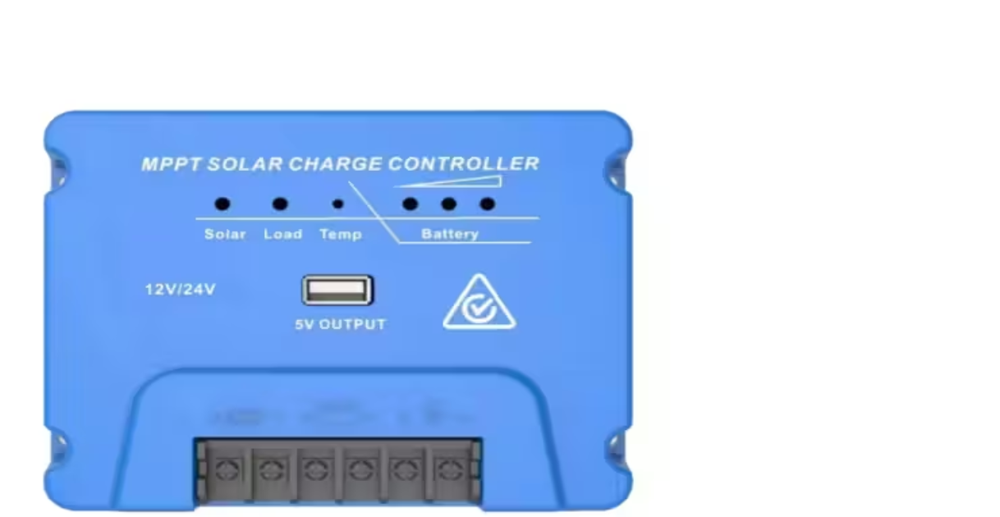 MPPT SOLAR CHARGE CONTROLLER
Solar Load Temp Battery
12V/24V
5V OUTPUT